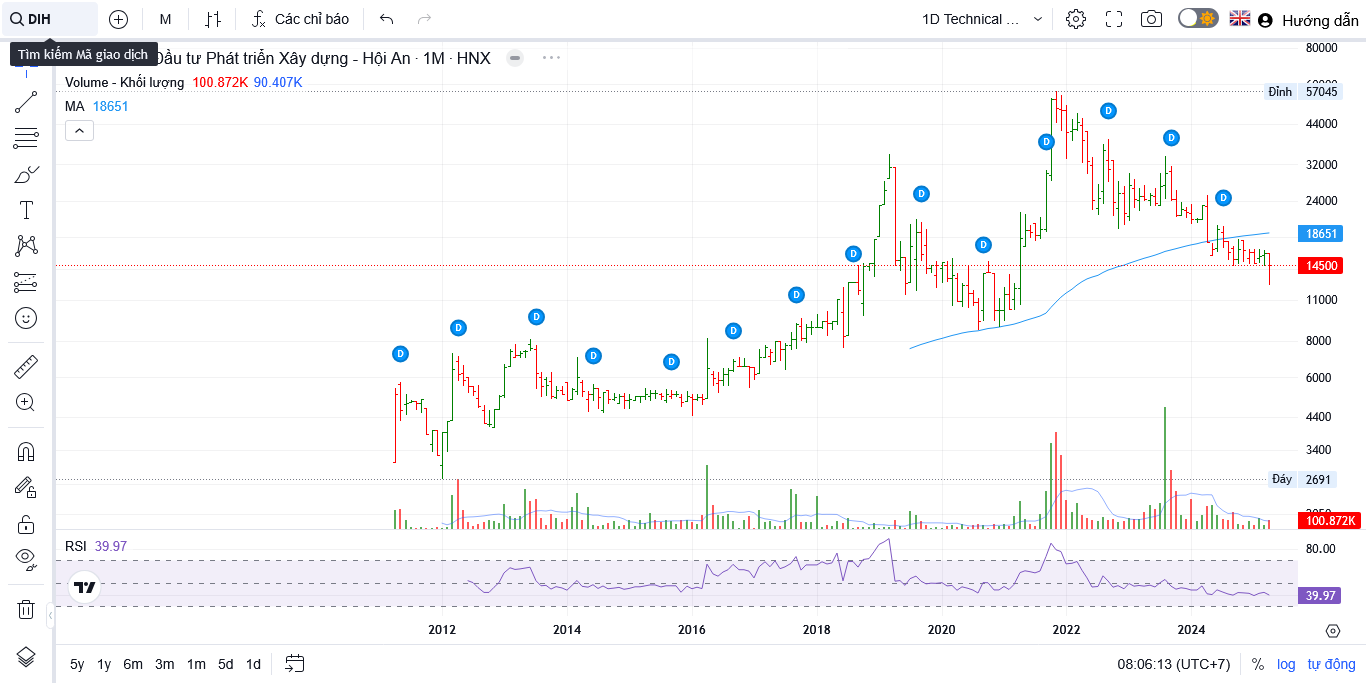 DIH
M
Các chỉ báo
1D Technical ...
Hướng dẫn
Tìm kiếm Mã giao dịch
Đầu tư Phát triển Xây dựng - Hội An · 1M · HNX
Volume - Khối lượng 100.872K 90.407K
MA 18651
80000
Đỉnh 57045
44000
32000
24000
18651
14500
11000
8000
6000
4400
3400
Đáy 2691
100.872K
RSI 39.97
80.00
39.97
D
D
D
D
D
D
D
D
D
D
D
D
D
D
2012 2014 2016 2018 2020 2022 2024
5y 1y 6m 3m 1m 5d 1d
08:06:13 (UTC+7) % log tự động